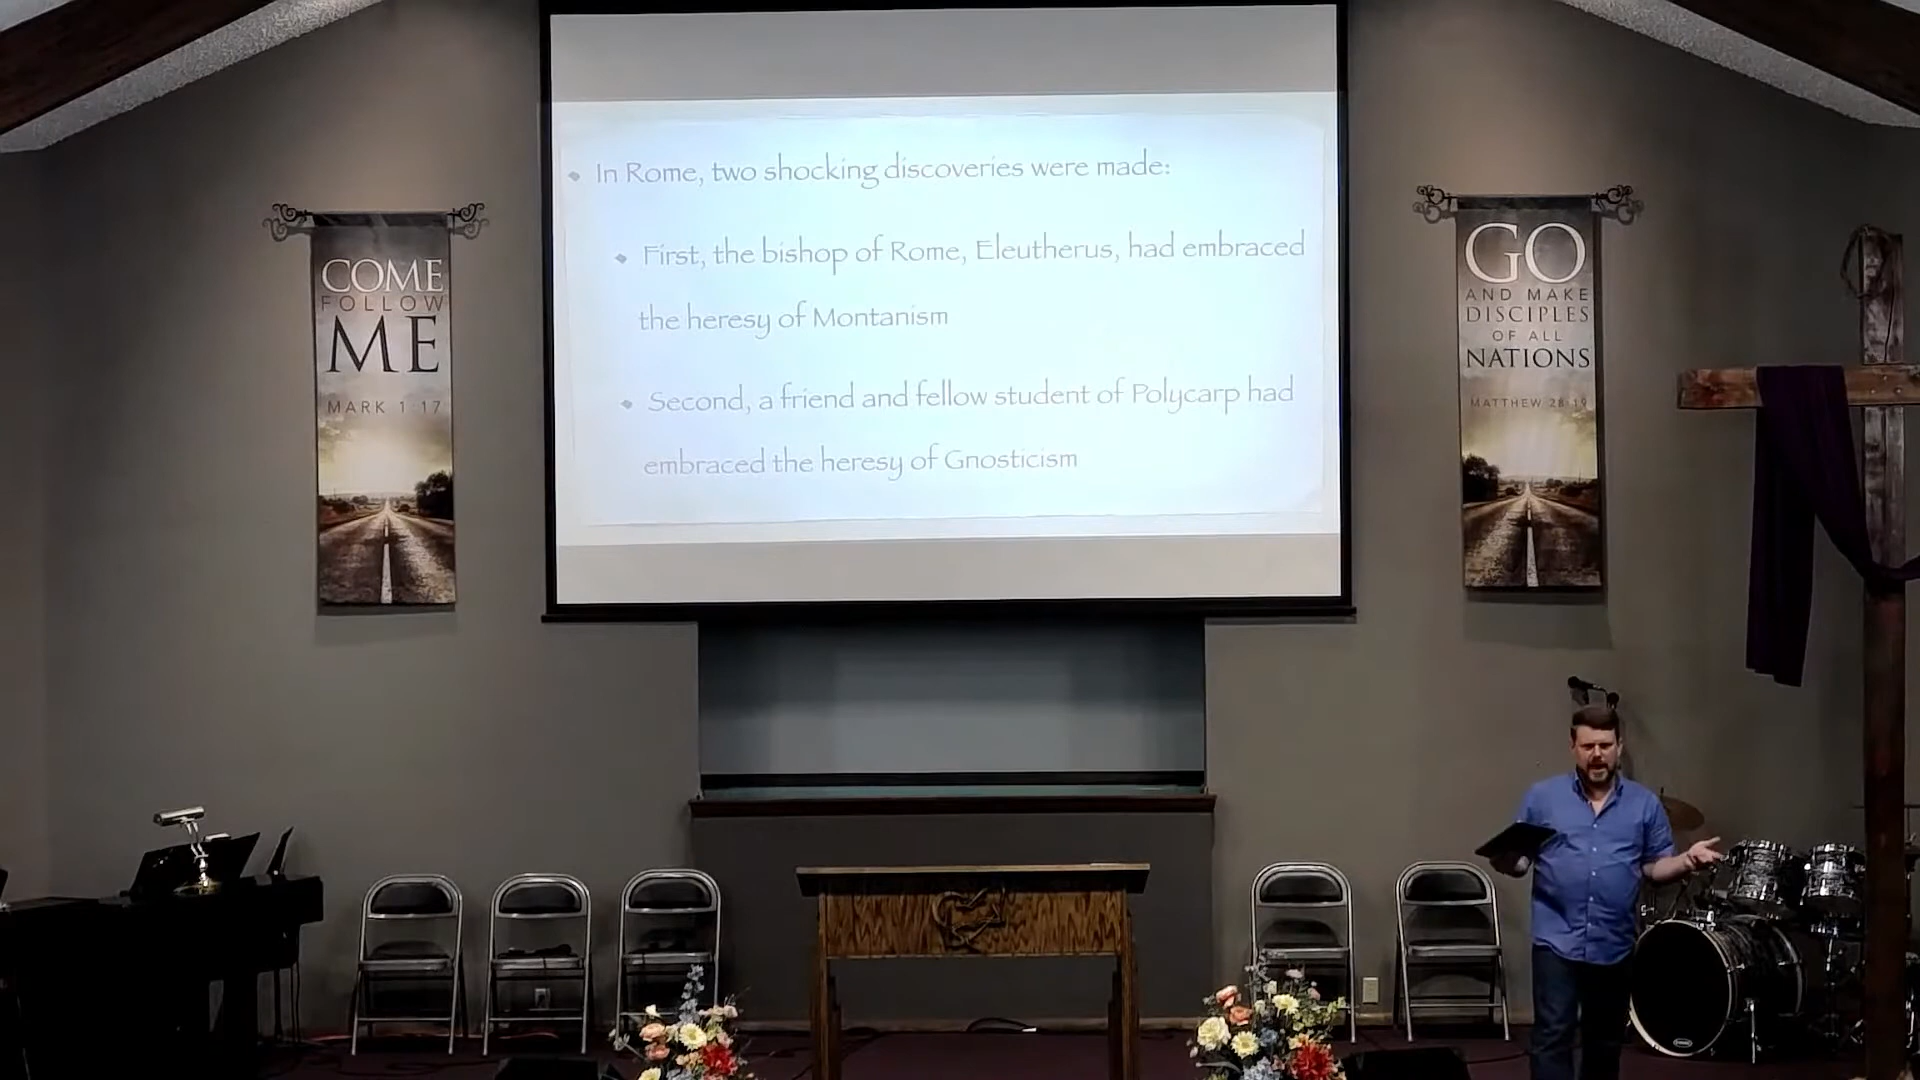 In Rome, two shocking discoveries were made:
First, the bishop of Rome, Eleutherus, had embraced
the heresy of Montanism
Second, a friend and fellow student of Polycarp had
embraced the heresy of Gnosticism
COME
FOLLOW
ME
MARK 1:17
GO
AND MAKE
DISCIPLES
OF ALL
NATIONS
MATTHEW 28:19